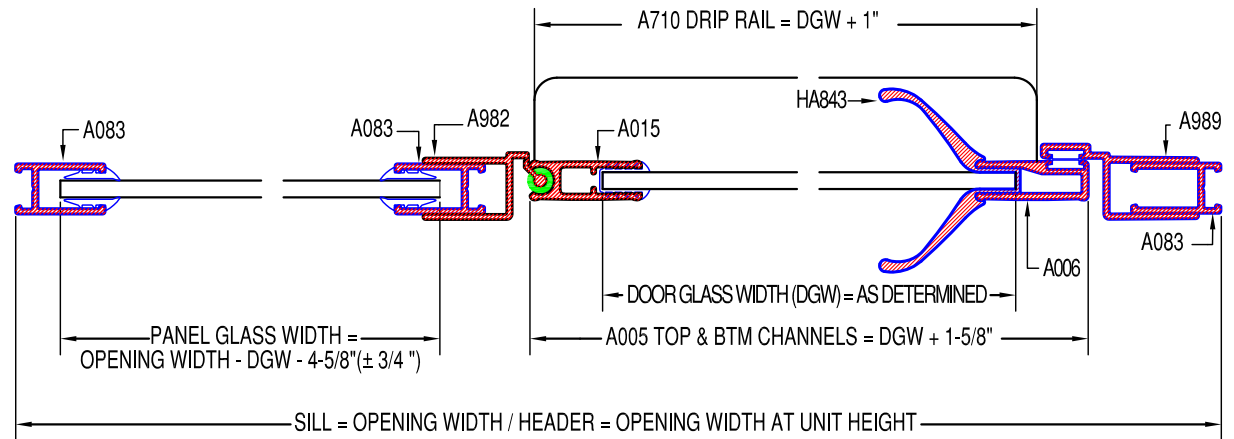 A710 DRIP RAIL = DGW + 1"
HA843
A083
A083
A982
A015
A989
A083
A006
DOOR GLASS WIDTH (DGW) = AS DETERMINED
PANEL GLASS WIDTH =
OPENING WIDTH - DGW - 4-5/8"(± 3/4 ")
A005 TOP & BTM CHANNELS = DGW + 1-5/8"
SILL = OPENING WIDTH / HEADER = OPENING WIDTH AT UNIT HEIGHT